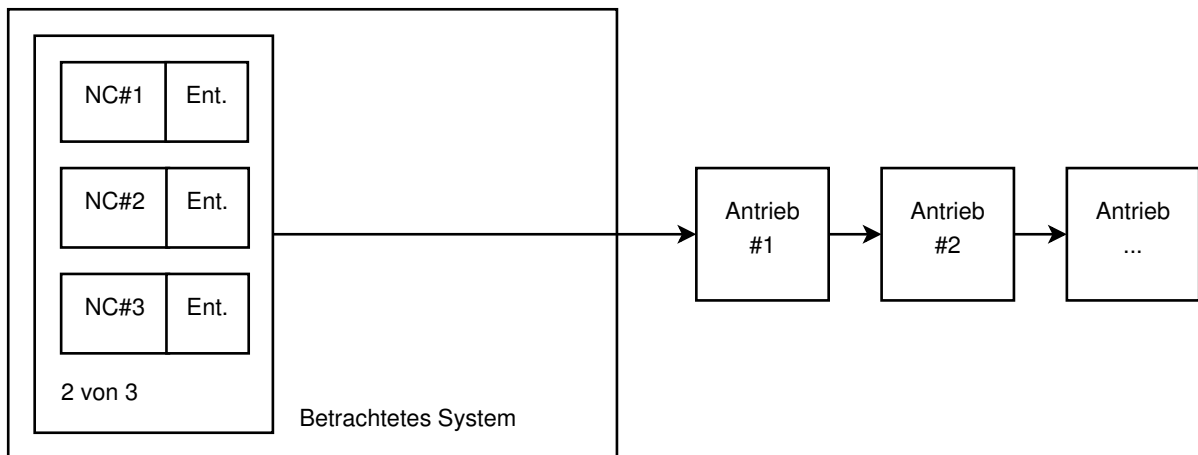 NC#1 Ent.
NC#2 Ent.
NC#3 Ent.
2 von 3
Betrachtetes System
Antrieb
#1
Antrieb
#2
Antrieb
...